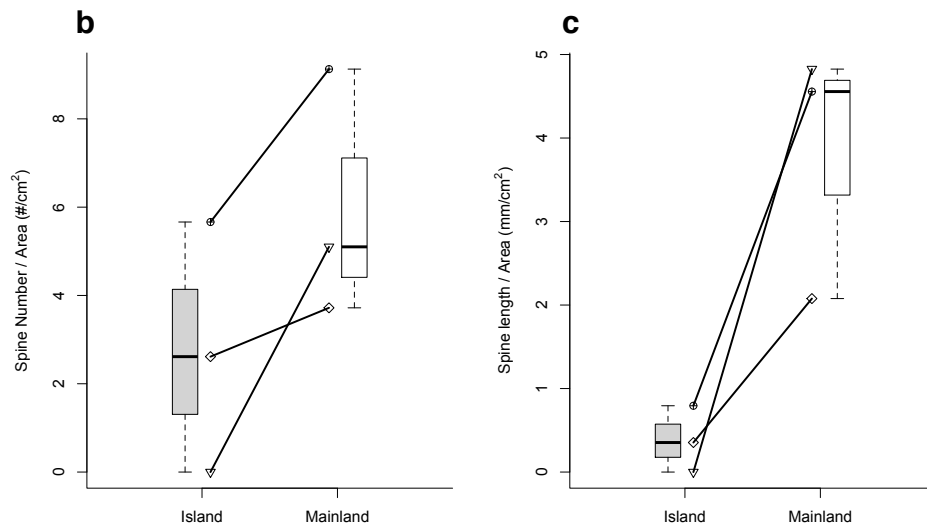 b
Spine Number / Area (#/cm²)
8
6
4
2
0
Island
Mainland
c
Spine length / Area (mm/cm²)
5
4
3
2
1
0
Island
Mainland